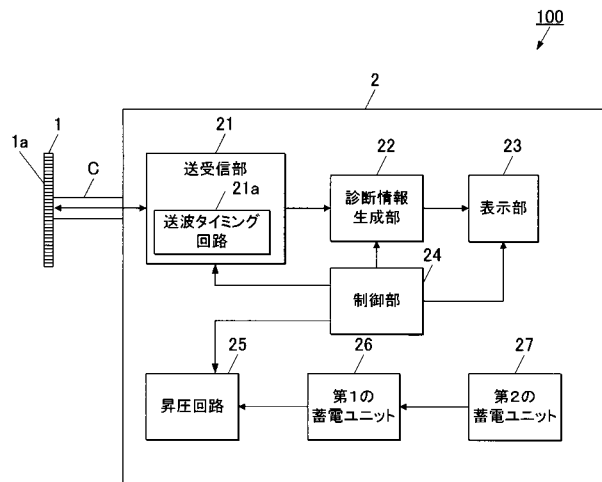 100
2
1
1a
C
21
送受信部
21a
送波タイミング
回路
22
診断情報
生成部
23
表示部
24
制御部
25
昇圧回路
26
第1の
蓄電ユニット
27
第2の
蓄電ユニット